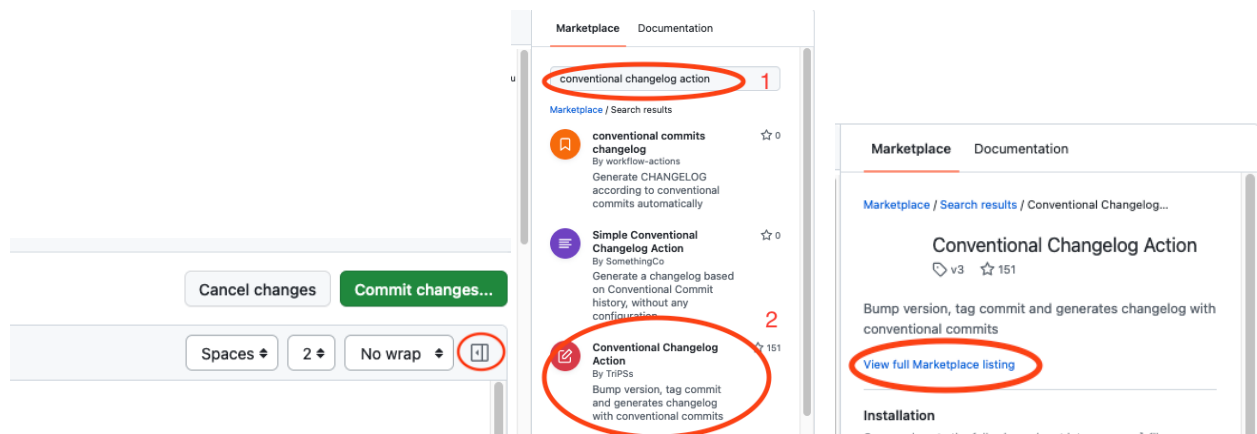 Cancel changes
Commit changes...
Spaces
2
No wrap
Marketplace
Documentation
conventional changelog action
1
Marketplace / Search results
conventional commits
changelog
0
By workflow-actions
Generate CHANGELOG
according to conventional
commits automatically
Simple Conventional
Changelog Action
0
By SomethingCo
Generate a changelog based
on Conventional Commit
history, without any
configuration
2
Conventional Changelog
Action
151
By TriPSs
Bump version, tag commit
and generates changelog
with conventional commits
Marketplace
Documentation
Marketplace / Search results / Conventional Changelog...
Conventional Changelog Action
v3
151
Bump version, tag commit and generates changelog with
conventional commits
View full Marketplace listing
Installation